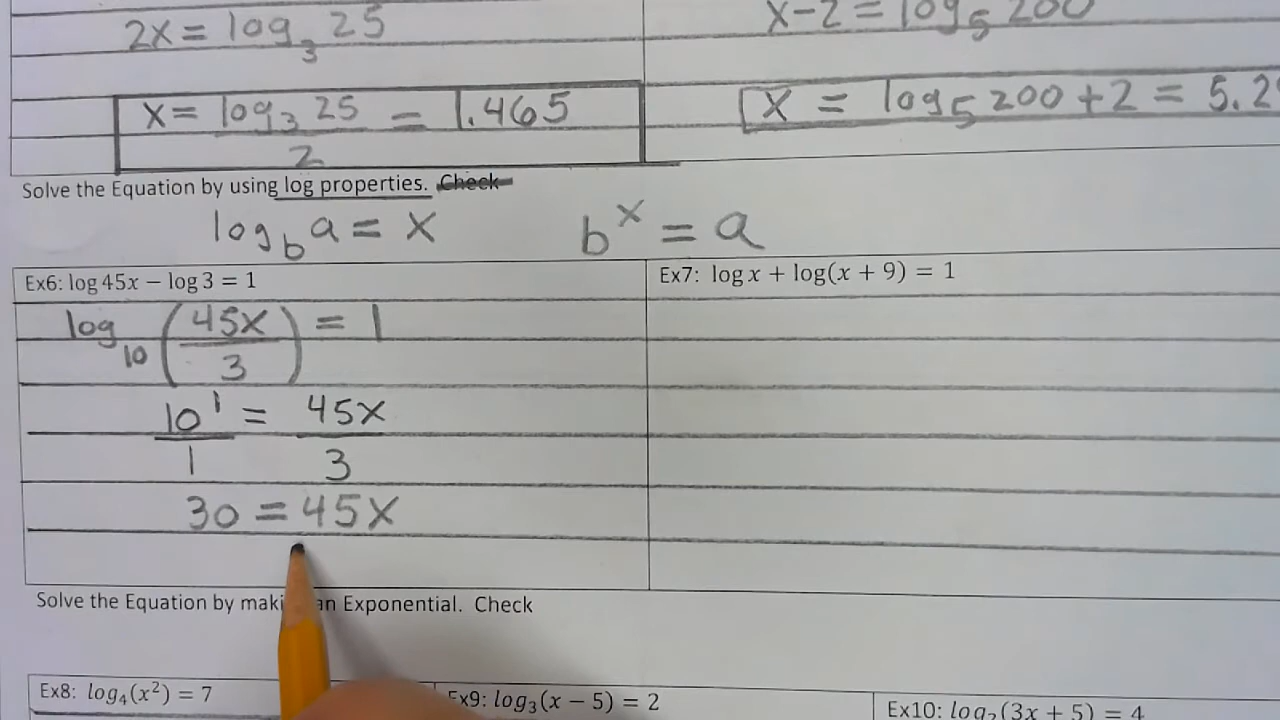 2x = log₃ 25
x-2 = log₅ 200
x = log₃ 25 = 1.465
2
x = log₅ 200 + 2 = 5.29
Solve the Equation by using log properties. Check
log_b a = x
b^x = a
Ex6: log 45x − log 3 = 1
log₁₀ (45x/3) = 1
10¹/1 = 45x/3
30 = 45x
Ex7: log x + log(x + 9) = 1
Solve the Equation by maki an Exponential. Check
Ex8: log₄(x²) = 7
Ex9: log₃(x − 5) = 2
Ex10: log₂(3x + 5) = 4